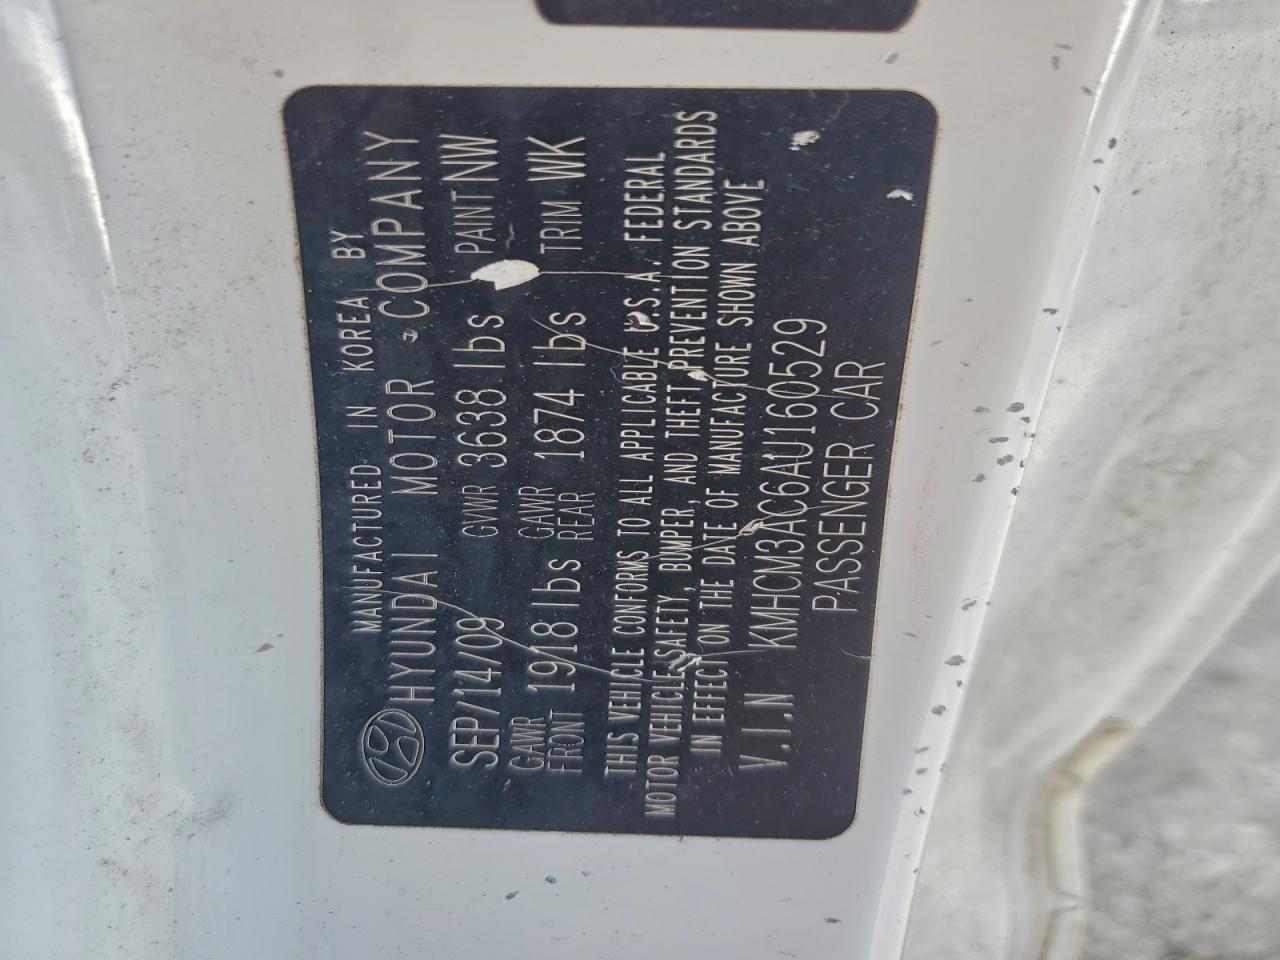 MANUFACTURED IN KOREA BY
HYUNDAI MOTOR COMPANY
SEP/14/09 GVWR 3638 lbs PAINT NW
GAWR FRONT 1918 lbs GAWR REAR 1874 lbs TRIM WK
THIS VEHICLE CONFORMS TO ALL APPLICABLE U.S.A. FEDERAL
MOTOR VEHICLE SAFETY, BUMPER, AND THEFT PREVENTION STANDARDS
IN EFFECT ON THE DATE OF MANUFACTURE SHOWN ABOVE
V.I.N KMHCM3AC6AU160529
PASSENGER CAR